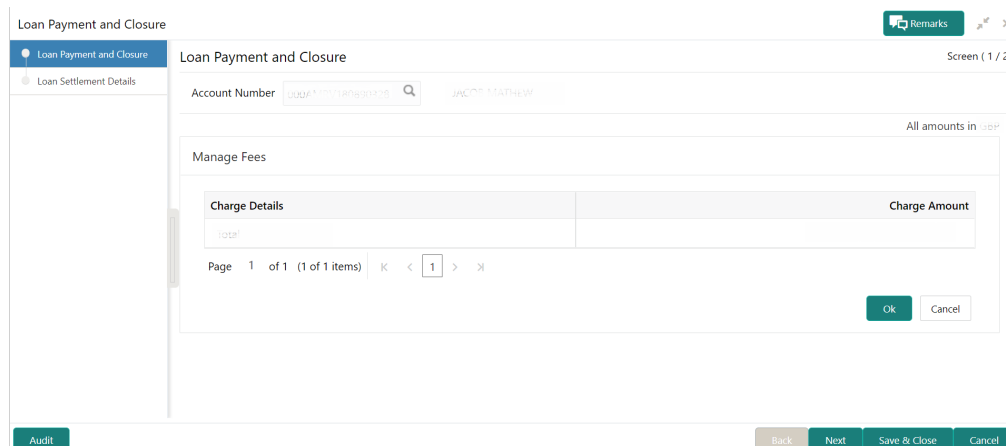 Loan Payment and Closure
Remarks
Loan Payment and Closure
Loan Settlement Details
Loan Payment and Closure
Screen ( 1 / 2
Account Number
All amounts in
Manage Fees
Charge Details Charge Amount
Total
Page 1 of 1 (1 of 1 items) 1
Ok Cancel
Audit Back Next Save & Close Cancel